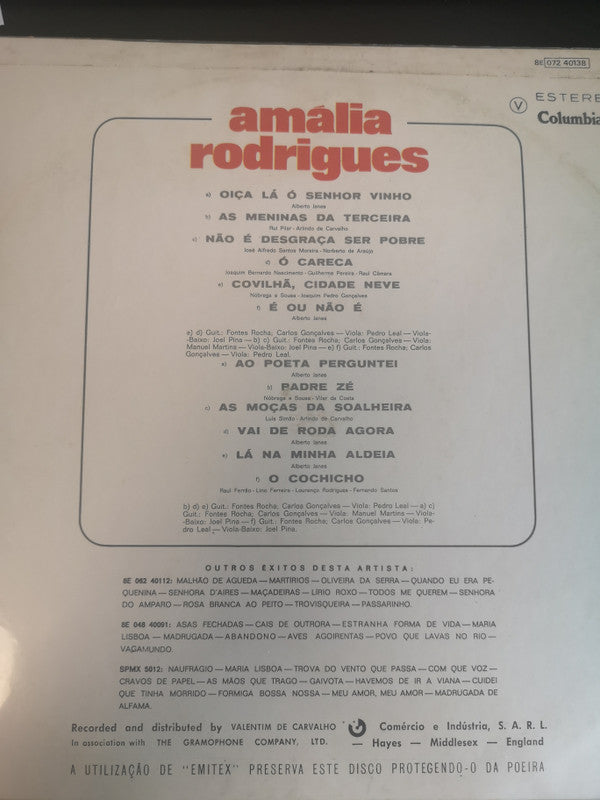 8E 072 40138
V ESTERE
Columbia
amália
rodrigues
a) OIÇA LÁ Ó SENHOR VINHO
Alberto Janes
b) AS MENINAS DA TERCEIRA
Rui Pilar - Arlindo de Carvalho
c) NÃO É DESGRAÇA SER POBRE
José Alfredo Santos Moreira - Norberto de Araújo
d) Ó CARECA
Joaquim Bernardo Nascimento - Guilherme Pereira - Raul Câmara
e) COVILHÃ, CIDADE NEVE
Nóbrega e Sousa - Joaquim Pedro Gonçalves
f) É OU NÃO É
Alberto Janes
a) d) Guit.: Fontes Rocha; Carlos Gonçalves — Viola: Pedro Leal — Viola-
-Baixo: Joel Pina — b) c) Guit.: Fontes Rocha, Carlos Gonçalves — Viola:
Manuel Martins — Viola-Baixo: Joel Pina — e) f) Guit.: Fontes Rocha; Carlos
Gonçalves — Viola: Pedro Leal.
a) AO POETA PERGUNTEI
Alberto Janes
b) PADRE ZÉ
Nóbrega e Sousa - Vilar da Costa
c) AS MOÇAS DA SOALHEIRA
Luis Simão - Arlindo de Carvalho
d) VAI DE RODA AGORA
Alberto Janes
e) LÁ NA MINHA ALDEIA
Alberto Janes
f) O COCHICHO
Raul Ferrão - Lino Ferreira - Lourenço Rodrigues - Fernando Santos
b) d) e) Guit.: Fontes Rocha; Carlos Gonçalves — Viola: Pedro Leal — a) c)
Guit.: Fontes Rocha; Carlos Gonçalves — Viola: Manuel Martins — Viola-
-Baixo: Joel Pina — f) Guit.: Fontes Rocha; Carlos Gonçalves — Viola: Pe-
dro Leal — Viola-Baixo: Joel Pina.
OUTROS ÊXITOS DESTA ARTISTA:
8E 062 40112: MALHÃO DE AGUEDA — MARTIRIOS — OLIVEIRA DA SERRA — QUANDO EU ERA PE-
QUENINA — SENHORA D'AIRES — MAÇADEIRAS — LÍRIO ROXO — TODOS ME QUEREM — SENHORA
DO AMPARO — ROSA BRANCA AO PEITO — TROVISQUEIRA — PASSARINHO.
8E 048 40091: ASAS FECHADAS — CAIS DE OUTRORA — ESTRANHA FORMA DE VIDA — MARIA
LISBOA — MADRUGADA — ABANDONO — AVES AGOIRENTAS — POVO QUE LAVAS NO RIO —
VAGAMUNDO.
SPMX 5012: NAUFRAGIO — MARIA LISBOA — TROVA DO VENTO QUE PASSA — COM QUE VOZ —
CRAVOS DE PAPEL — AS MÃOS QUE TRAGO — GAIVOTA — HAVEMOS DE IR A VIANA — CUIDEI
QUE TINHA MORRIDO — FORMIGA BOSSA NOSSA — MEU AMOR, MEU AMOR — MADRUGADA DE
ALFAMA.
Recorded and distributed by VALENTIM DE CARVALHO Comércio e Indústria, S. A. R. L.
In association with THE GRAMOPHONE COMPANY, LTD. — Hayes — Middlesex — England
A UTILIZAÇÃO DE "EMITEX" PRESERVA ESTE DISCO PROTEGENDO-O DA POEIRA